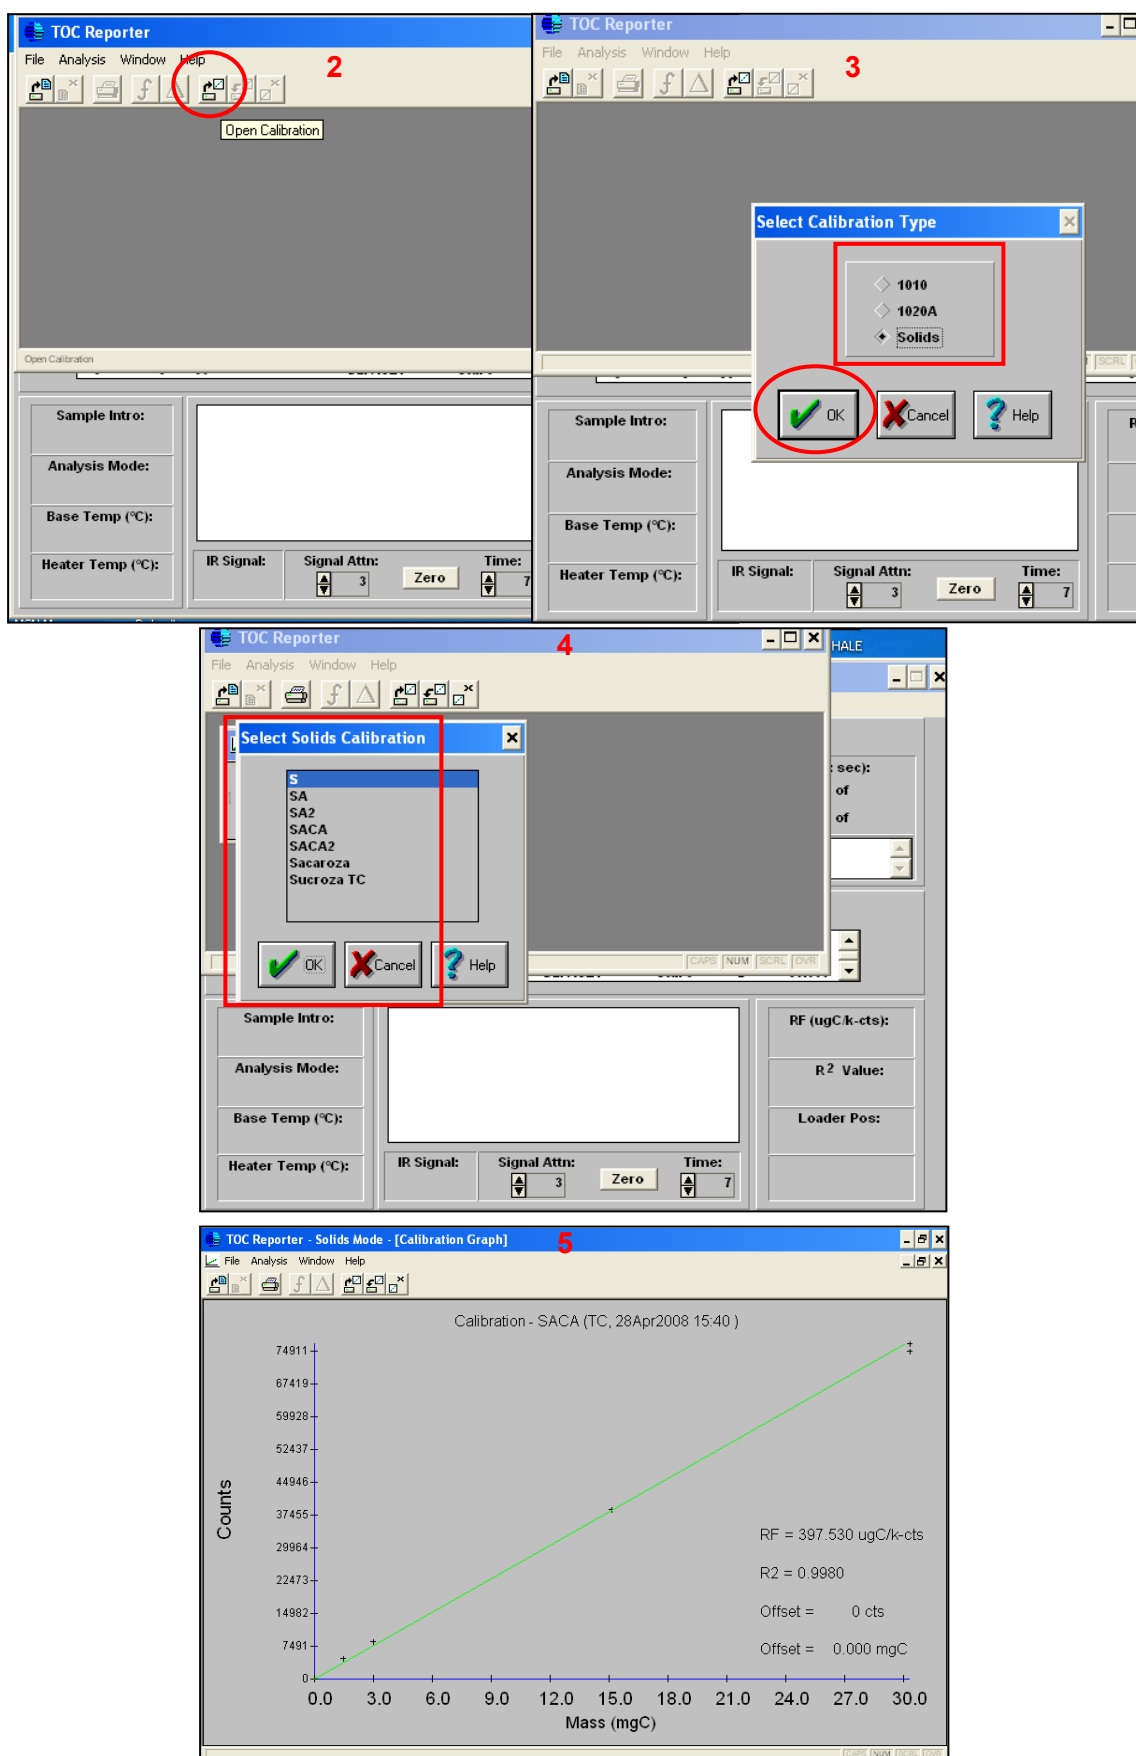 TOC Reporter
File Analysis Window Help
2
Open Calibration
Open Calibration
Sample Intro:
Analysis Mode:
Base Temp (°C):
Heater Temp (°C):
IR Signal:
Signal Attn:
3
Zero
Time:
7
TOC Reporter
File Analysis Window Help
3
Select Calibration Type
1010
1020A
Solids
OK
Cancel
Help
SCRL
Sample Intro:
Analysis Mode:
Base Temp (°C):
Heater Temp (°C):
IR Signal:
Signal Attn:
3
Zero
Time:
7
R
TOC Reporter
4
HALE
File Analysis Window Help
Select Solids Calibration
S
SA
SA2
SACA
SACA2
Sacaroza
Sucroza TC
OK
Cancel
Help
: sec):
of
of
CAPS NUM SCRL OVR
Sample Intro:
Analysis Mode:
Base Temp (°C):
Heater Temp (°C):
IR Signal:
Signal Attn:
3
Zero
Time:
7
RF (ugC/k-cts):
R2 Value:
Loader Pos:
TOC Reporter - Solids Mode - [Calibration Graph]
5
File Analysis Window Help
Calibration - SACA (TC, 28Apr2008 15:40 )
74911
67419
59928
52437
44946
37455
29964
22473
14982
7491
0
Counts
RF = 397.530 ugC/k-cts
R2 = 0.9980
Offset = 0 cts
Offset = 0.000 mgC
0.0 3.0 6.0 9.0 12.0 15.0 18.0 21.0 24.0 27.0 30.0
Mass (mgC)
CAPS NUM SCRL OVR